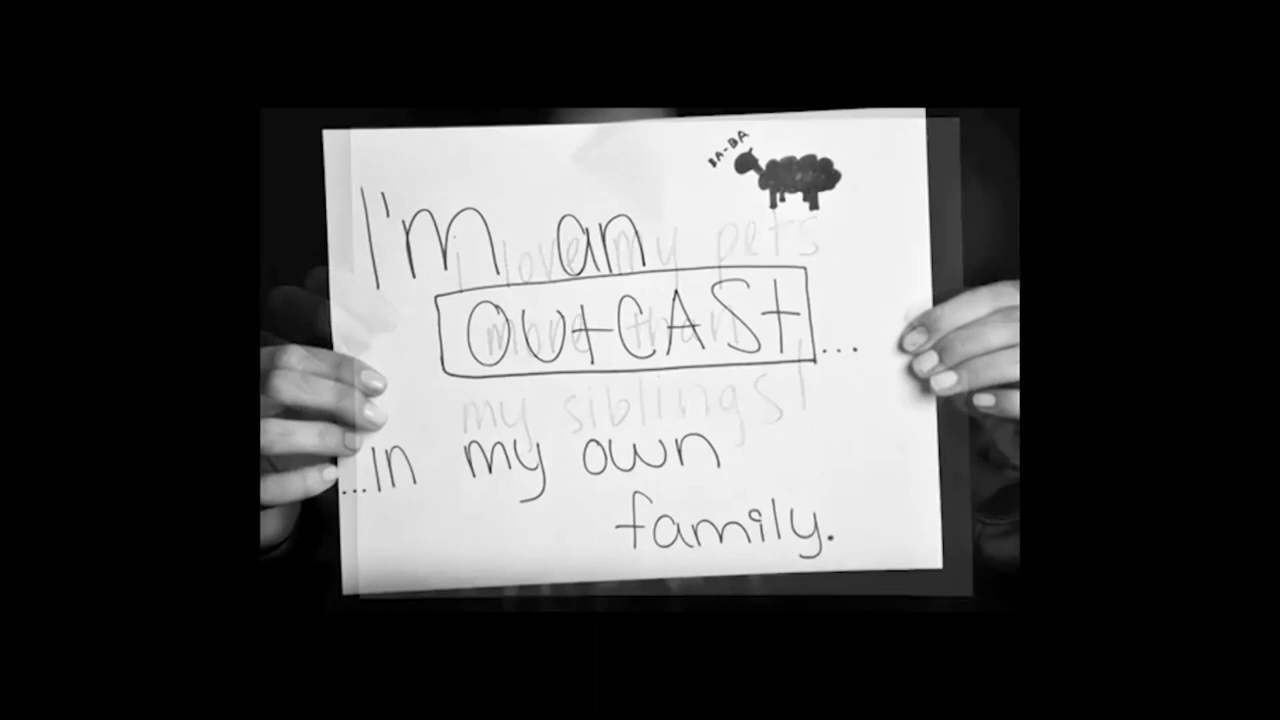 BA-BA
I'm an
OUtCASt...
...In my own
family.
i love my pets
more than
my siblings!